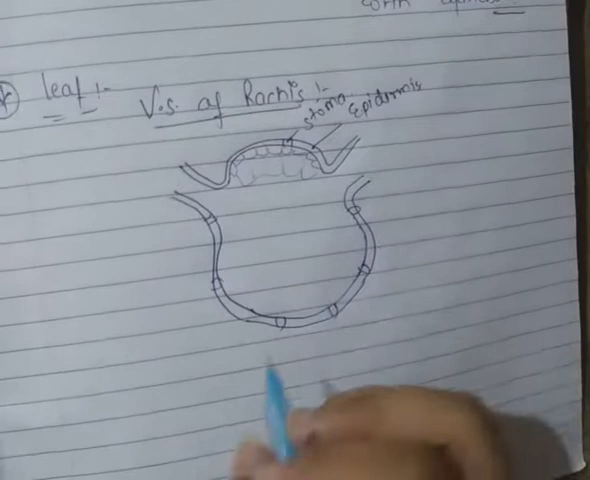 leaf :-
V.s. of Rachis :-
stoma
Epidermis